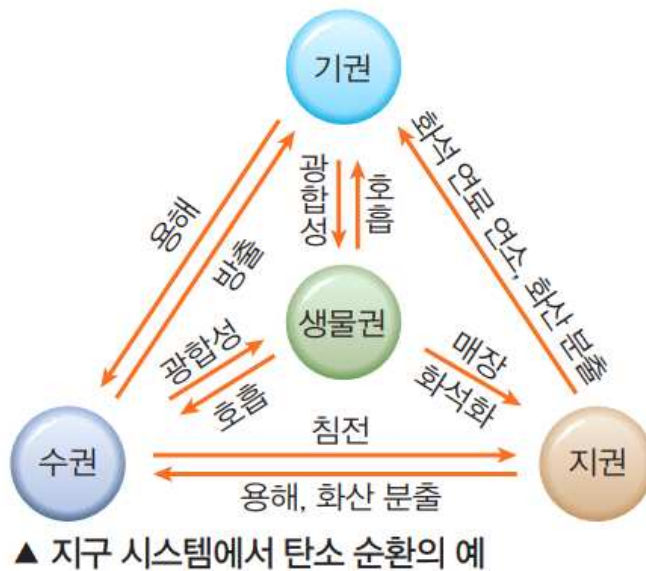 기권
용해
방출
광합성
호흡
화석 연료 연소, 화산 분출
생물권
광합성
호흡
매장
화석화
수권
침전
용해, 화산 분출
지권
▲ 지구 시스템에서 탄소 순환의 예